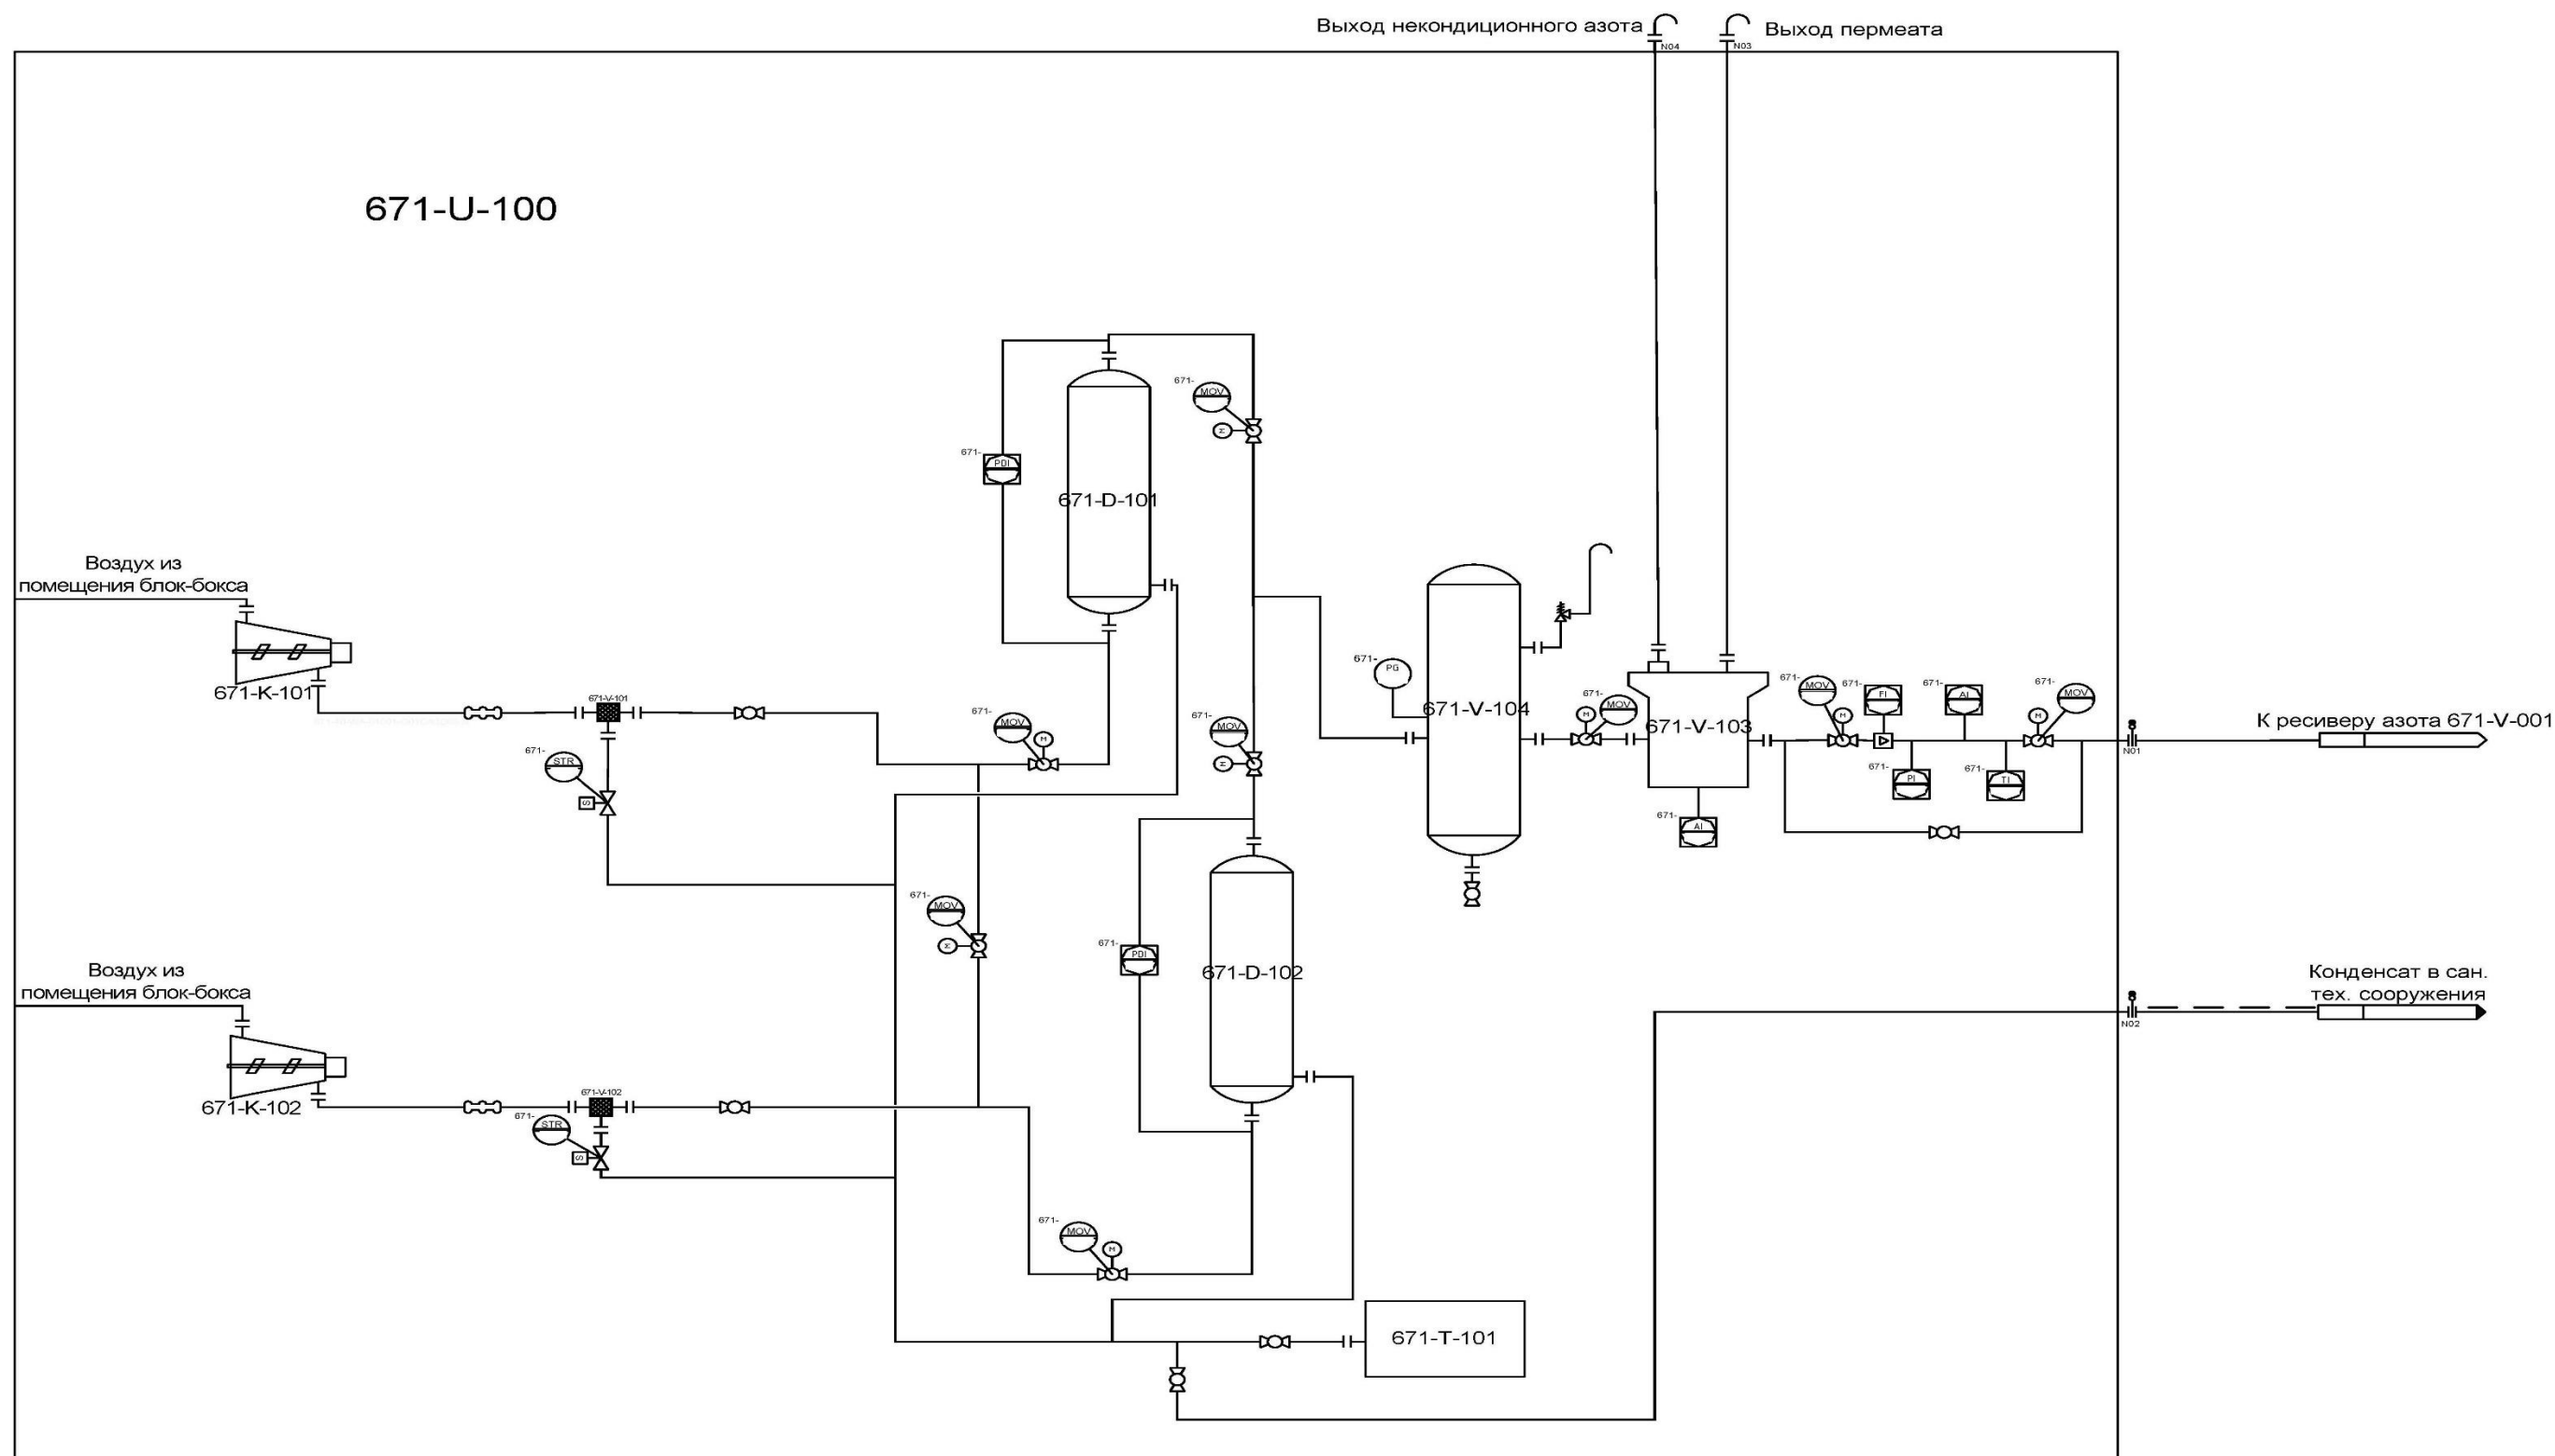 Выход некондиционного азота
Выход пермеата
N04
N03
671-U-100
671-
MOV
M
671-
PDI
671-D-101
Воздух из
помещения блок-бокса
671-K-101
671-V-101
671-
STR
S
671-
MOV
M
671-
MOV
M
671-
PG
671-V-104
671-
MOV
M
671-V-103
671-
AI
671-
MOV
M
671-
FI
671-
AI
671-
MOV
M
671-
PI
671-
TI
N01
К ресиверу азота 671-V-001
671-
MOV
M
671-
PDI
671-D-102
Воздух из
помещения блок-бокса
671-K-102
671-V-102
671-
STR
S
Конденсат в сан.
тех. сооружения
N02
671-
MOV
M
671-T-101